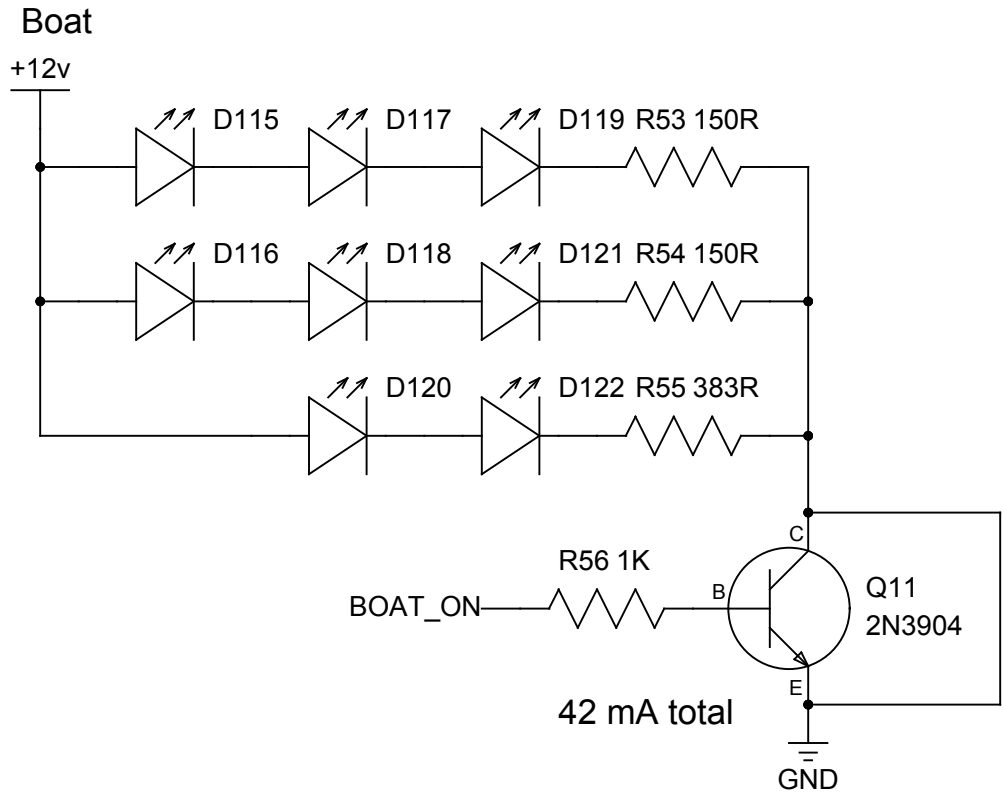 Boat
+12v
D115 D117 D119 R53 150R
D116 D118 D121 R54 150R
D120 D122 R55 383R
C
R56 1K
B
Q11
BOAT_ON
2N3904
E
42 mA total
GND